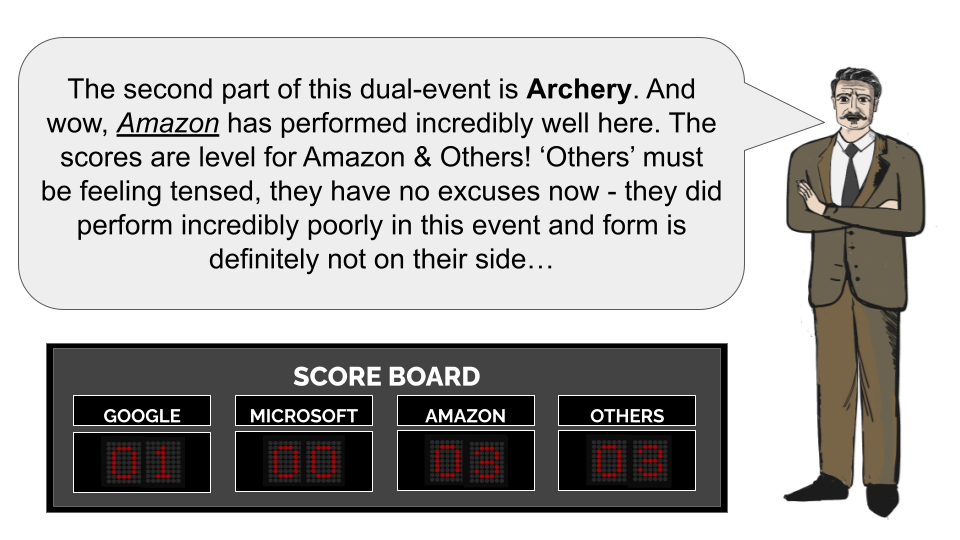 The second part of this dual-event is Archery. And
wow, Amazon has performed incredibly well here. The
scores are level for Amazon & Others! ‘Others’ must
be feeling tensed, they have no excuses now - they did
perform incredibly poorly in this event and form is
definitely not on their side…
SCORE BOARD
GOOGLE MICROSOFT AMAZON OTHERS
01 00 03 03